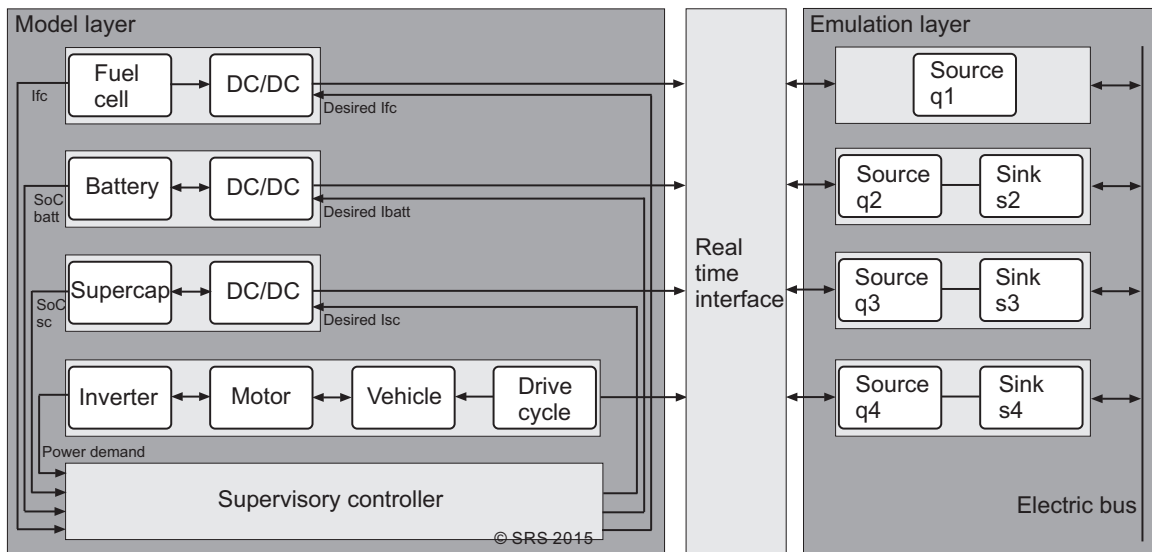 Model layer
Emulation layer
Fuel
cell
DC/DC
Ifc
Desired Ifc
Source
q1
Battery
DC/DC
SoC
batt
Desired Ibatt
Source
q2
Sink
s2
Real
time
interface
Supercap
DC/DC
SoC
sc
Desired Isc
Source
q3
Sink
s3
Inverter
Motor
Vehicle
Drive
cycle
Source
q4
Sink
s4
Power demand
Supervisory controller
Electric bus
© SRS 2015